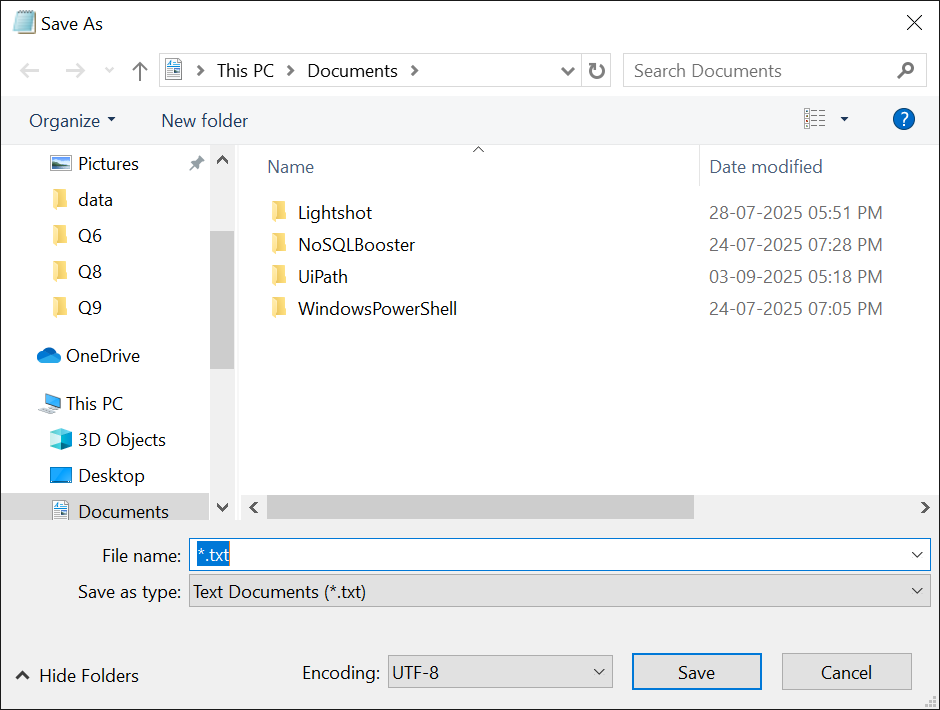 Save As
This PC Documents Search Documents
Organize New folder ?
Pictures
data
Q6
Q8
Q9
OneDrive
This PC
3D Objects
Desktop
Documents
Name Date modified
Lightshot 28-07-2025 05:51 PM
NoSQLBooster 24-07-2025 07:28 PM
UiPath 03-09-2025 05:18 PM
WindowsPowerShell 24-07-2025 07:05 PM
File name: *.txt
Save as type: Text Documents (*.txt)
Hide Folders Encoding: UTF-8 Save Cancel